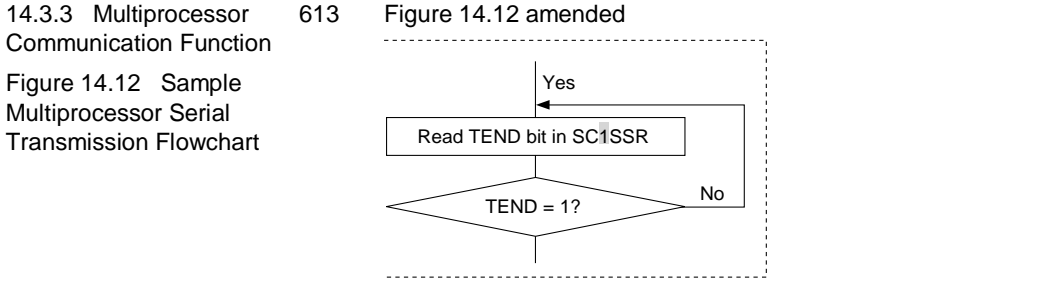 14.3.3 Multiprocessor
Communication Function
Figure 14.12 Sample
Multiprocessor Serial
Transmission Flowchart
613
Figure 14.12 amended
Yes
Read TEND bit in SC1SSR
TEND = 1?
No